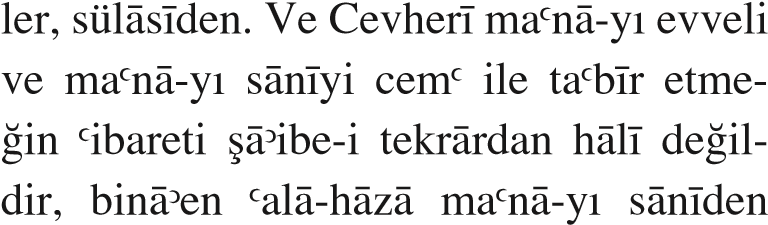 ler, sülāsīden. Ve Cevherī maʿnā-yı evveli
ve maʿnā-yı sānīyi cemʿ ile taʿbīr etme-
ğin ʿibareti şāʾibe-i tekrārdan hālī değil-
dir, bināʾen ʿalā-hāzā maʿnā-yı sānīden